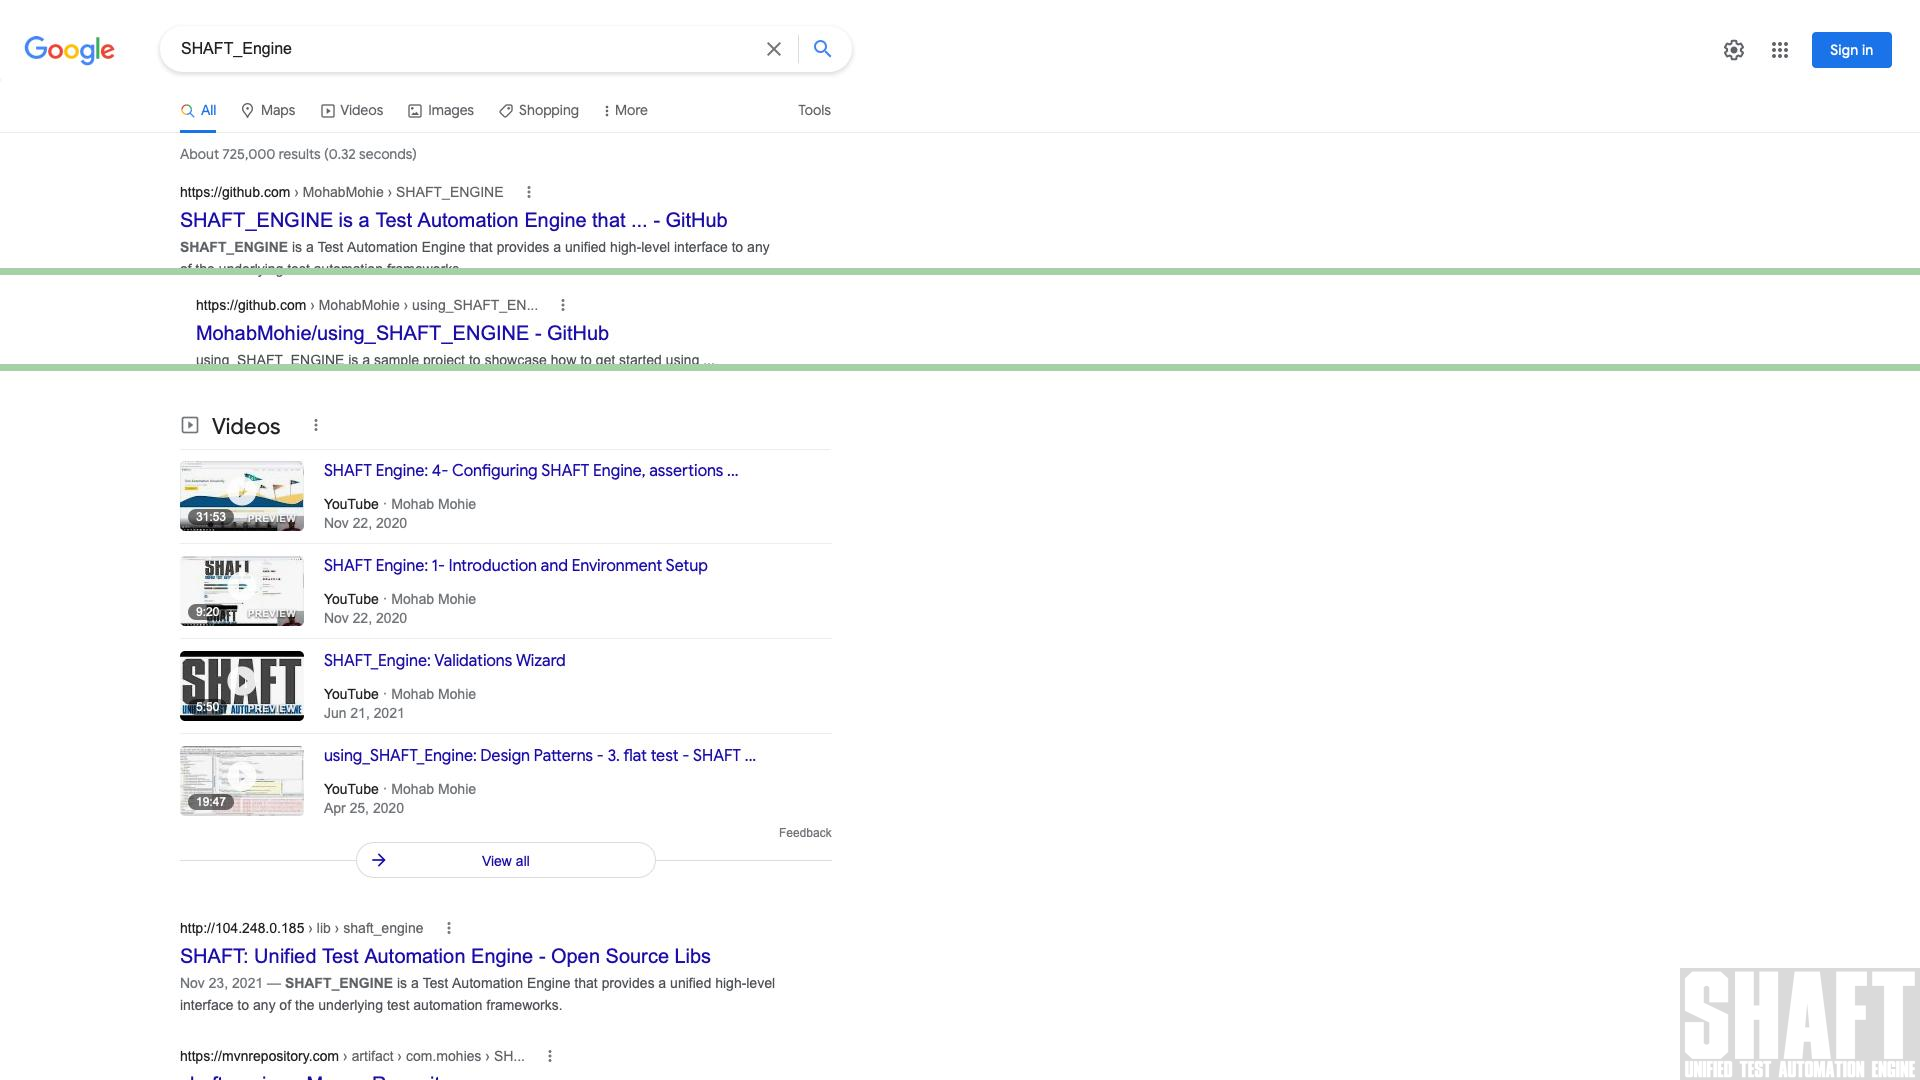 Google
SHAFT_Engine
Sign in
All
Maps
Videos
Images
Shopping
More
Tools
About 725,000 results (0.32 seconds)
https://github.com › MohabMohie › SHAFT_ENGINE
SHAFT_ENGINE is a Test Automation Engine that ... - GitHub
SHAFT_ENGINE is a Test Automation Engine that provides a unified high-level interface to any
of the underlying test automation frameworks.
https://github.com › MohabMohie › using_SHAFT_EN...
MohabMohie/using_SHAFT_ENGINE - GitHub
using_SHAFT_ENGINE is a sample project to showcase how to get started using ...
Videos
SHAFT Engine: 4- Configuring SHAFT Engine, assertions ...
31:53
PREVIEW
YouTube · Mohab Mohie
Nov 22, 2020
SHAFT
SHAFT Engine: 1- Introduction and Environment Setup
9:20
PREVIEW
YouTube · Mohab Mohie
Nov 22, 2020
SHAFT
SHAFT_Engine: Validations Wizard
5:50
PREVIEW
YouTube · Mohab Mohie
Jun 21, 2021
using_SHAFT_Engine: Design Patterns - 3. flat test - SHAFT ...
19:47
YouTube · Mohab Mohie
Apr 25, 2020
Feedback
View all
http://104.248.0.185 › lib › shaft_engine
SHAFT: Unified Test Automation Engine - Open Source Libs
Nov 23, 2021 — SHAFT_ENGINE is a Test Automation Engine that provides a unified high-level
interface to any of the underlying test automation frameworks.
https://mvnrepository.com › artifact › com.mohies › SH...
SHAFT
UNIFIED TEST AUTOMATION ENGINE